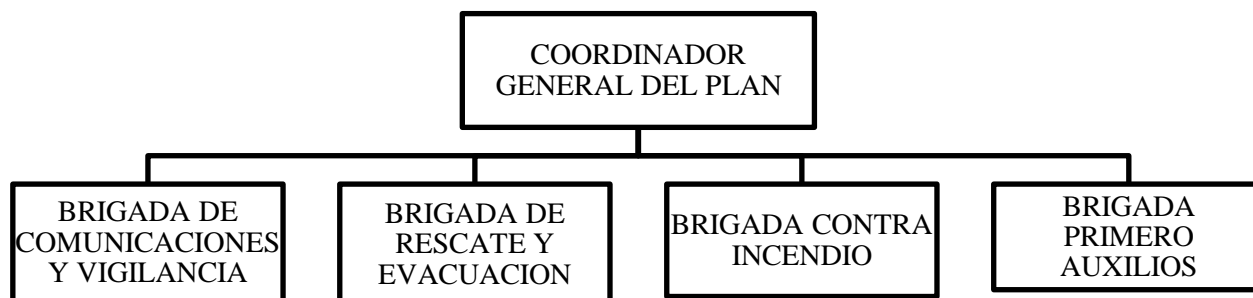 COORDINADOR
GENERAL DEL PLAN
BRIGADA DE
COMUNICACIONES
Y VIGILANCIA
BRIGADA DE
RESCATE Y
EVACUACION
BRIGADA CONTRA
INCENDIO
BRIGADA
PRIMERO
AUXILIOS